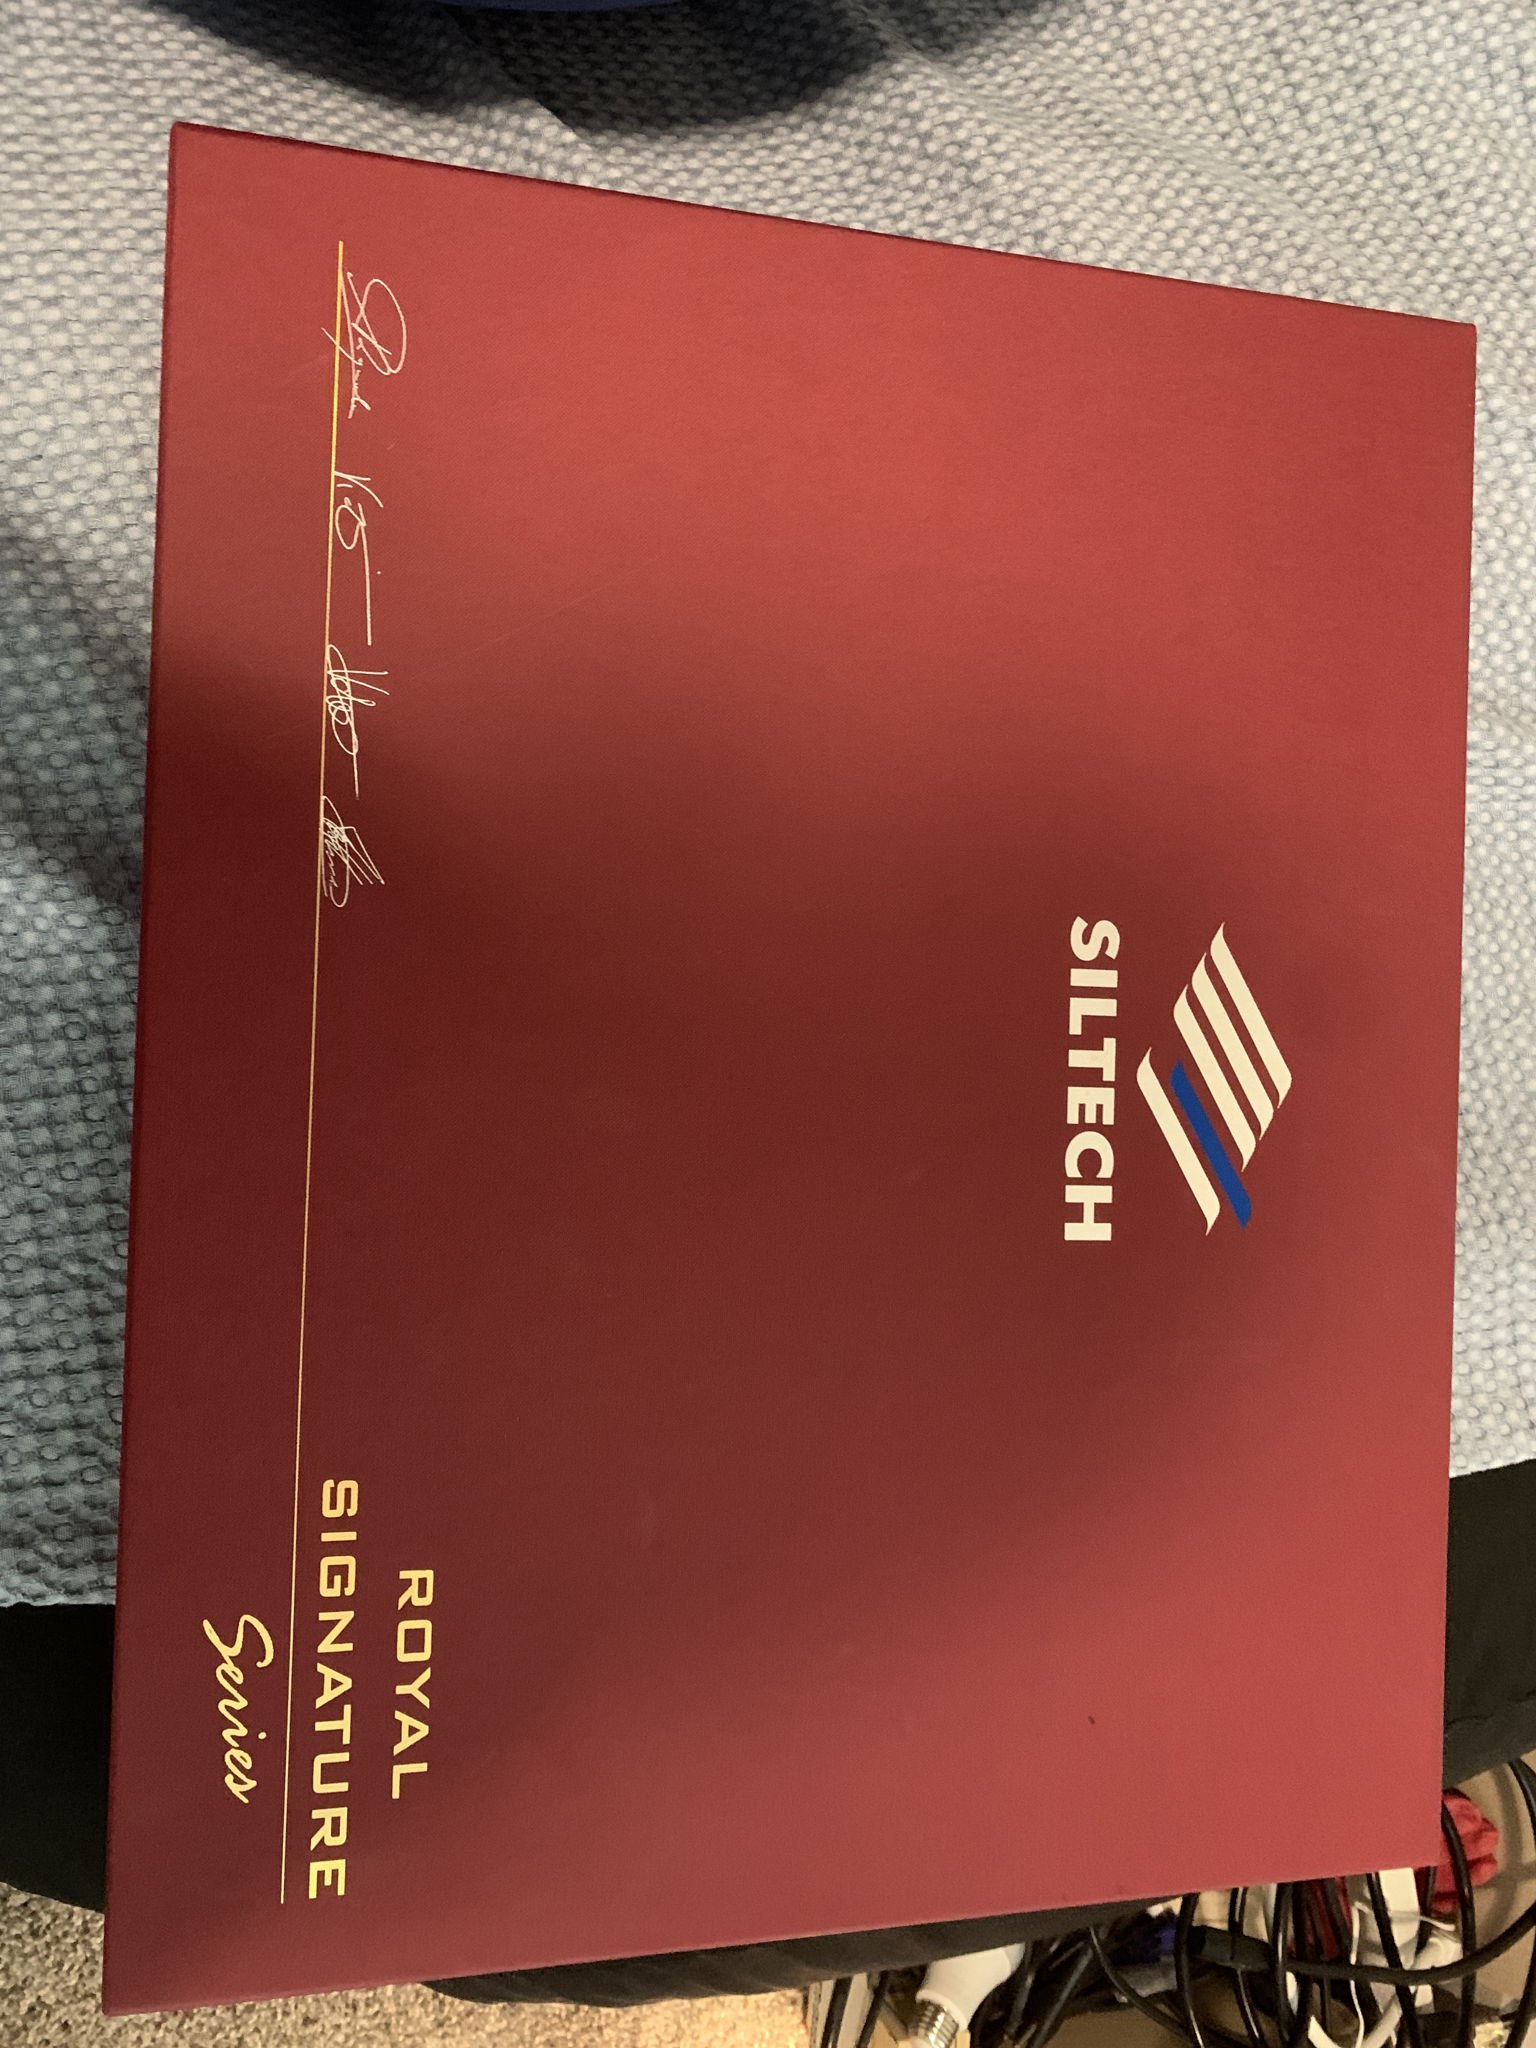 SILTECH
ROYAL
SIGNATURE
Series